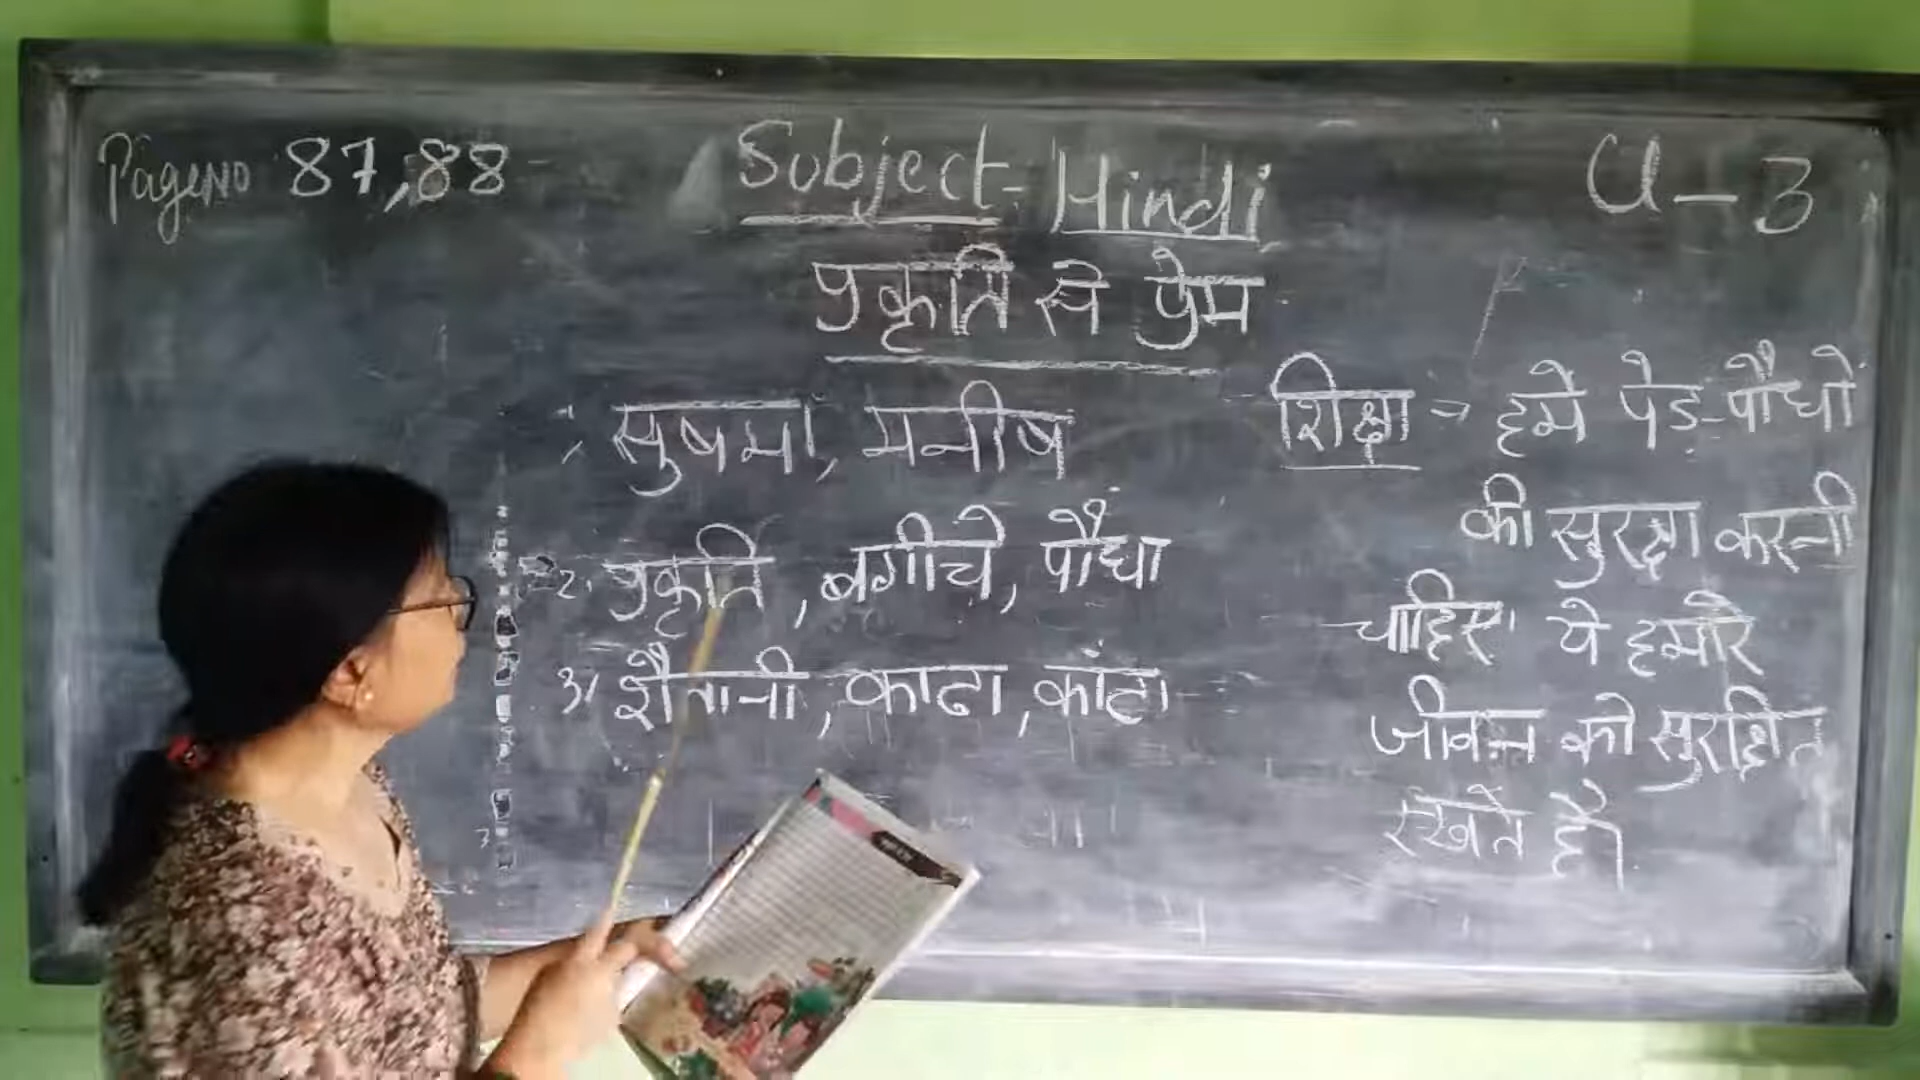 Page No 87,88
Subject- Hindi
U-3
प्रकृति से प्रेम
1, सुषमा, मनीष
2. प्रकृति, बगीचे, पौधा
3/ शैतानी, काटा, कांटा
शिक्षा → हमे पेड़-पौधों
की सुरक्षा करनी
चाहिए ये हमारे
जीवन को सुरक्षित
रखते है।